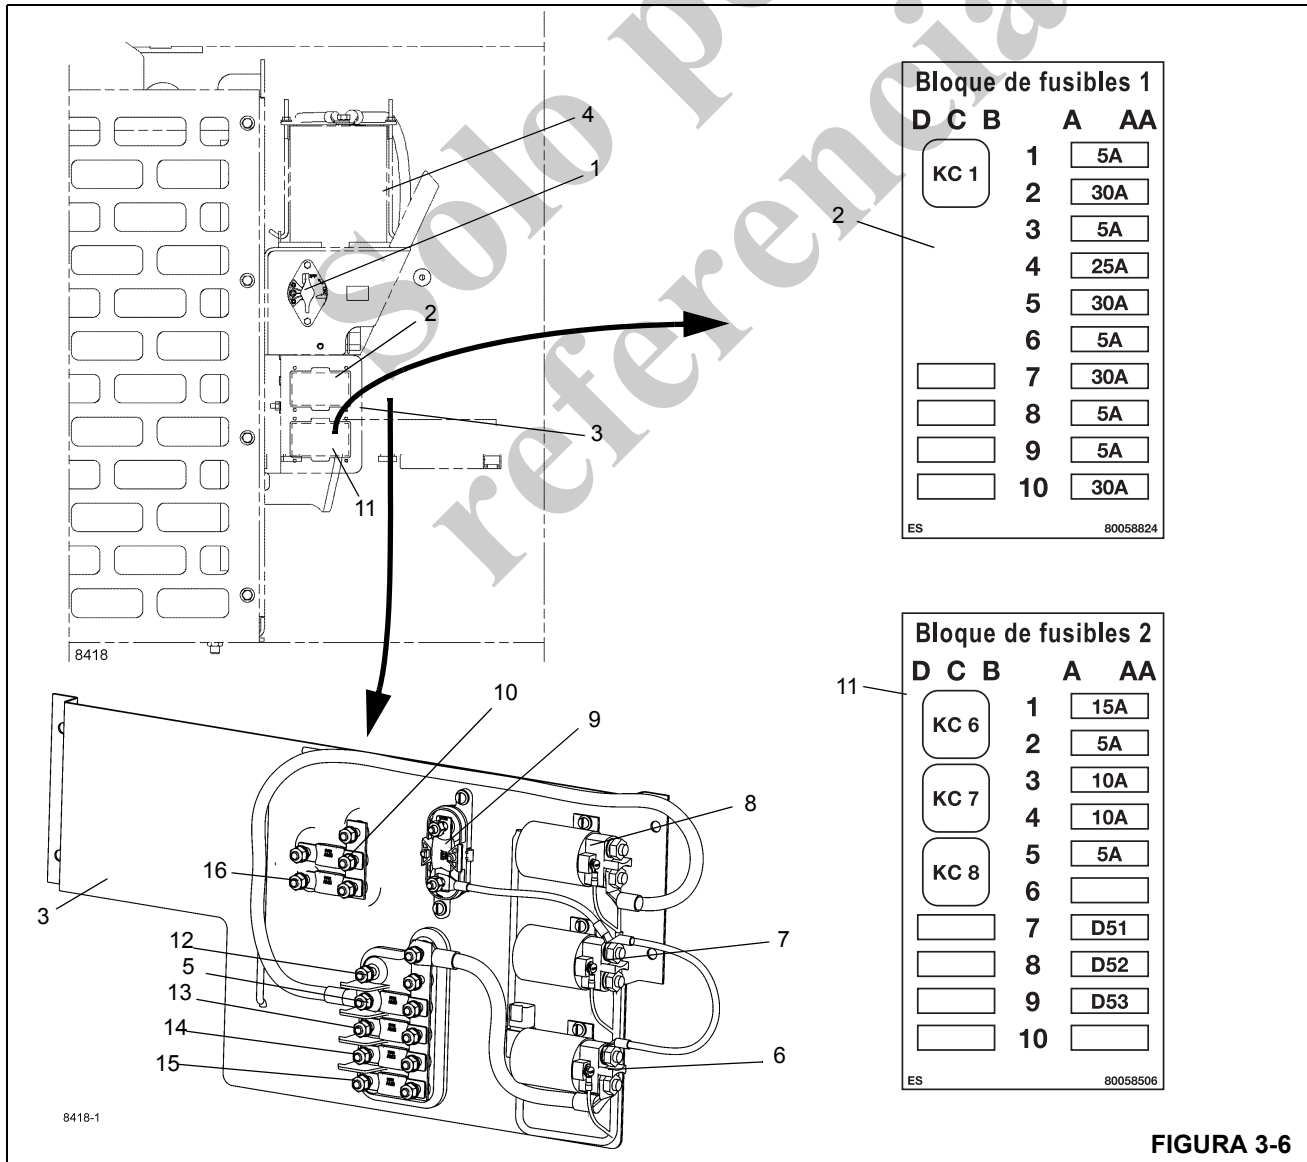 Solo p
referencia
4
1
2
3
11
8418
Bloque de fusibles 1
D C B A AA
KC 1
1 5A
2 30A
3 5A
4 25A
5 30A
6 5A
7 30A
8 5A
9 5A
10 30A
ES 80058824
2
Bloque de fusibles 2
D C B A AA
KC 6
KC 7
KC 8
1 15A
2 5A
3 10A
4 10A
5 5A
6
7 D51
8 D52
9 D53
10
ES 80058506
11
10
9
8
16
3
12
5
13
14
15
7
6
8418-1
FIGURA 3-6